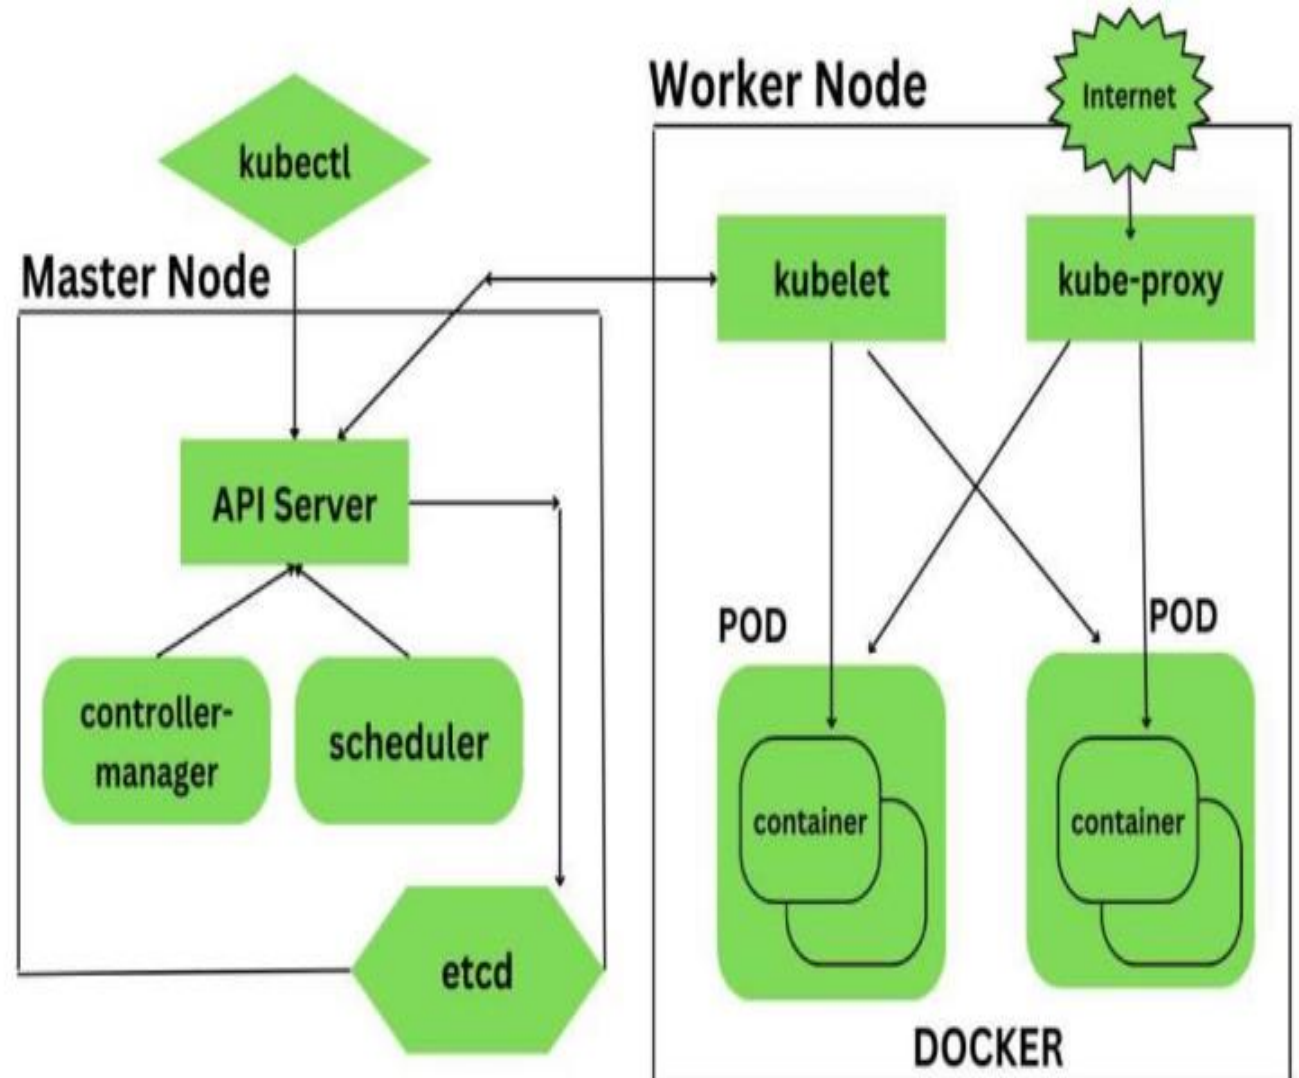 Worker Node
Internet
kubectl
Master Node
kubelet
kube-proxy
API Server
POD
POD
controller-
manager
scheduler
container
container
etcd
DOCKER